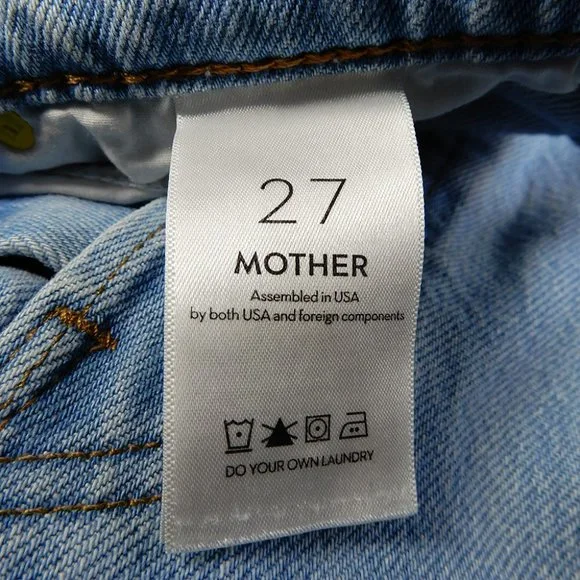 27
MOTHER
Assembled in USA
by both USA and foreign components
DO YOUR OWN LAUNDRY